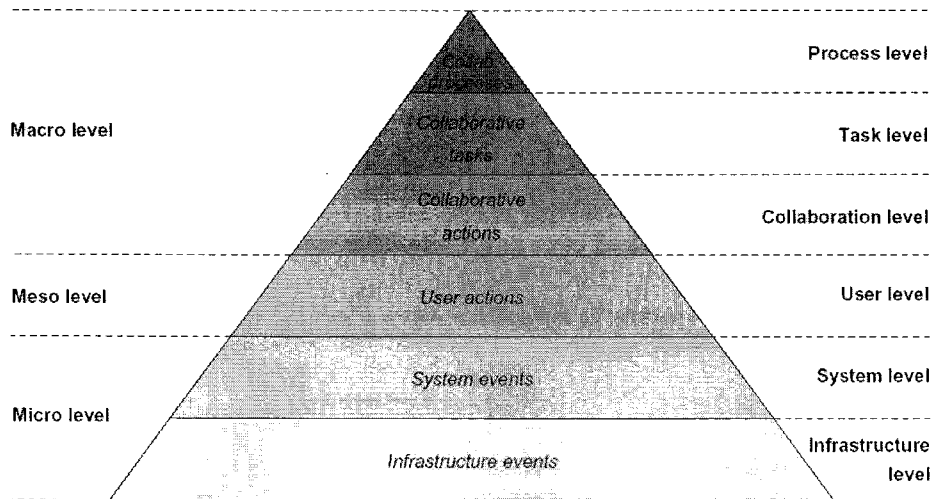 Process level
Collab.
processes
Macro level
Collaborative
tasks
Task level
Collaborative
actions
Collaboration level
Meso level
User actions
User level
System events
System level
Micro level
Infrastructure events
Infrastructure
level